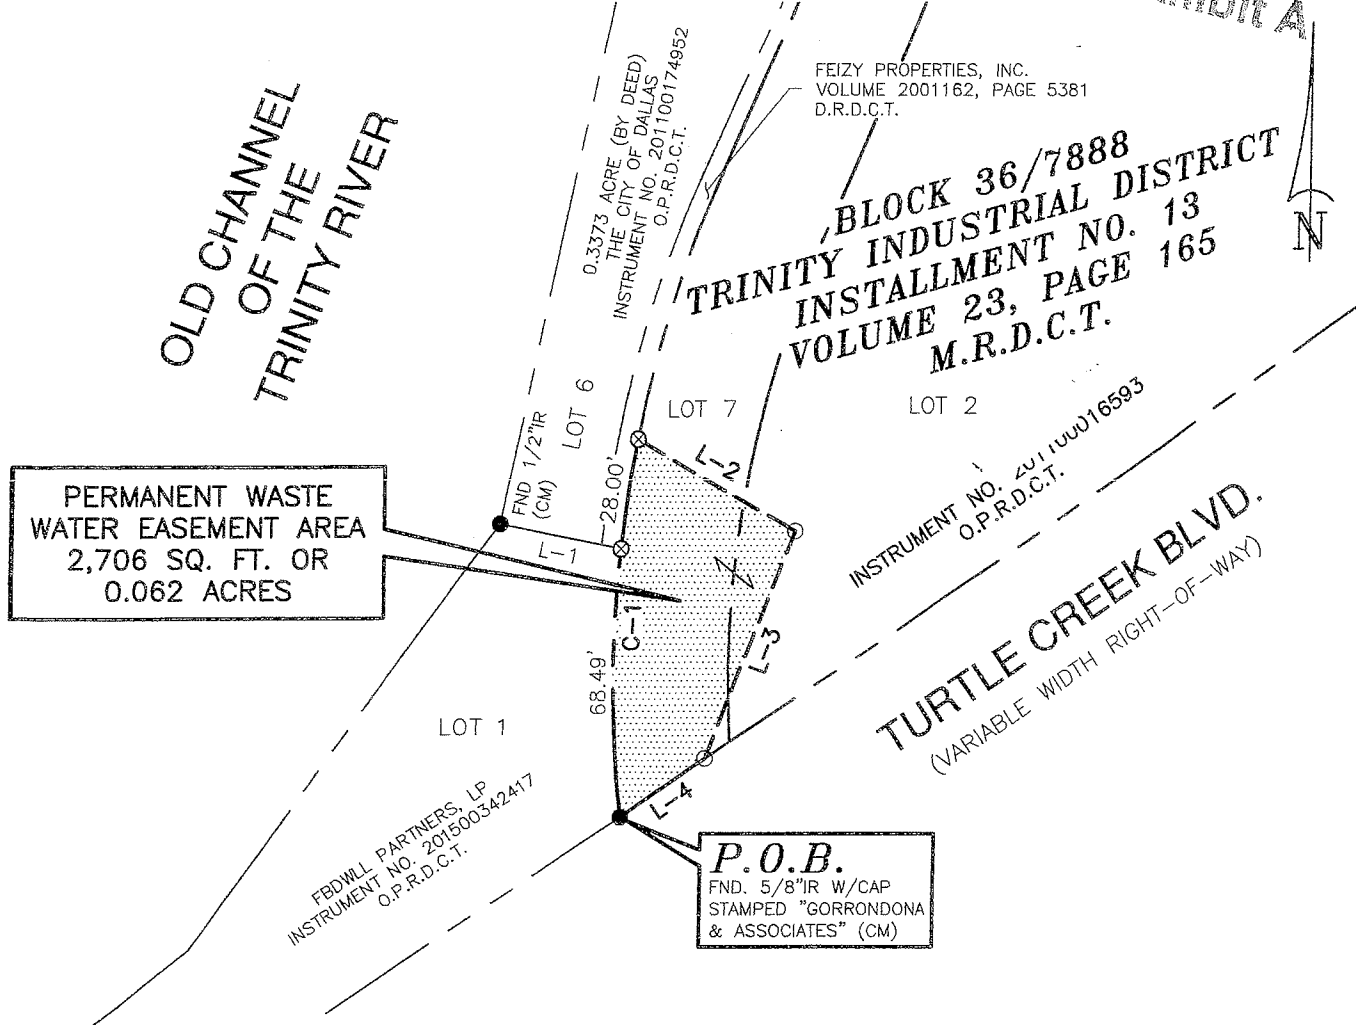 Exhibit A
FEIZY PROPERTIES, INC.
VOLUME 2001162, PAGE 5381
D.R.D.C.T.
OLD CHANNEL
OF THE
TRINITY RIVER
0.3373 ACRE (BY DEED)
THE CITY OF DALLAS
INSTRUMENT NO. 201100174952
O.P.R.D.C.T.
BLOCK 36/7888
TRINITY INDUSTRIAL DISTRICT
INSTALLMENT NO. 13
VOLUME 23, PAGE 165
M.R.D.C.T.
N
LOT 6
LOT 7
LOT 2
FND 1/2"IR
(CM)
28.00'
L-1
L-2
INSTRUMENT NO. 201100016593
O.P.R.D.C.T.
PERMANENT WASTE
WATER EASEMENT AREA
2,706 SQ. FT. OR
0.062 ACRES
C-1
68.49'
L-3
TURTLE CREEK BLVD.
(VARIABLE WIDTH RIGHT-OF-WAY)
LOT 1
L-4
FBDWLL PARTNERS, LP
INSTRUMENT NO. 201500342417
O.P.R.D.C.T.
P.O.B.
FND. 5/8"IR W/CAP
STAMPED "GORRONDONA
& ASSOCIATES" (CM)